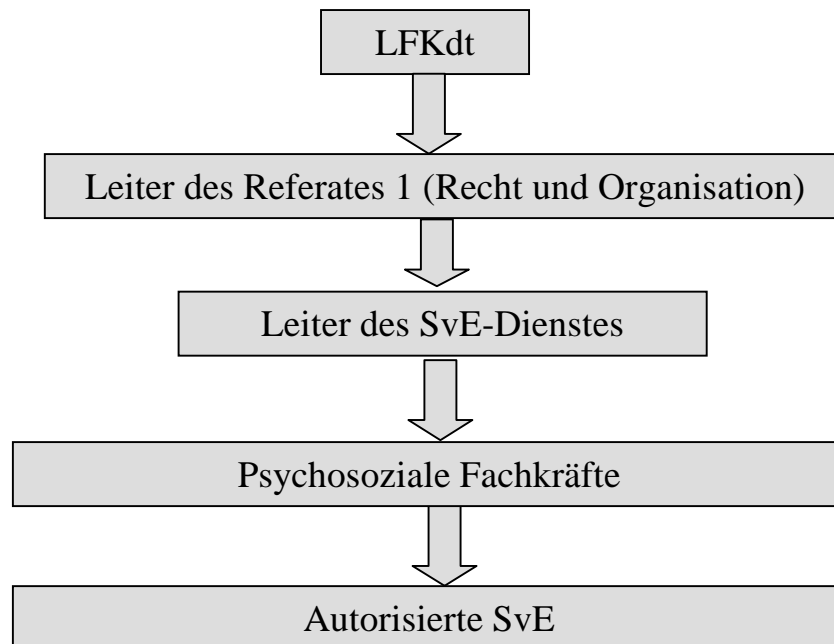 LFKdt
Leiter des Referates 1 (Recht und Organisation)
Leiter des SvE-Dienstes
Psychosoziale Fachkräfte
Autorisierte SvE